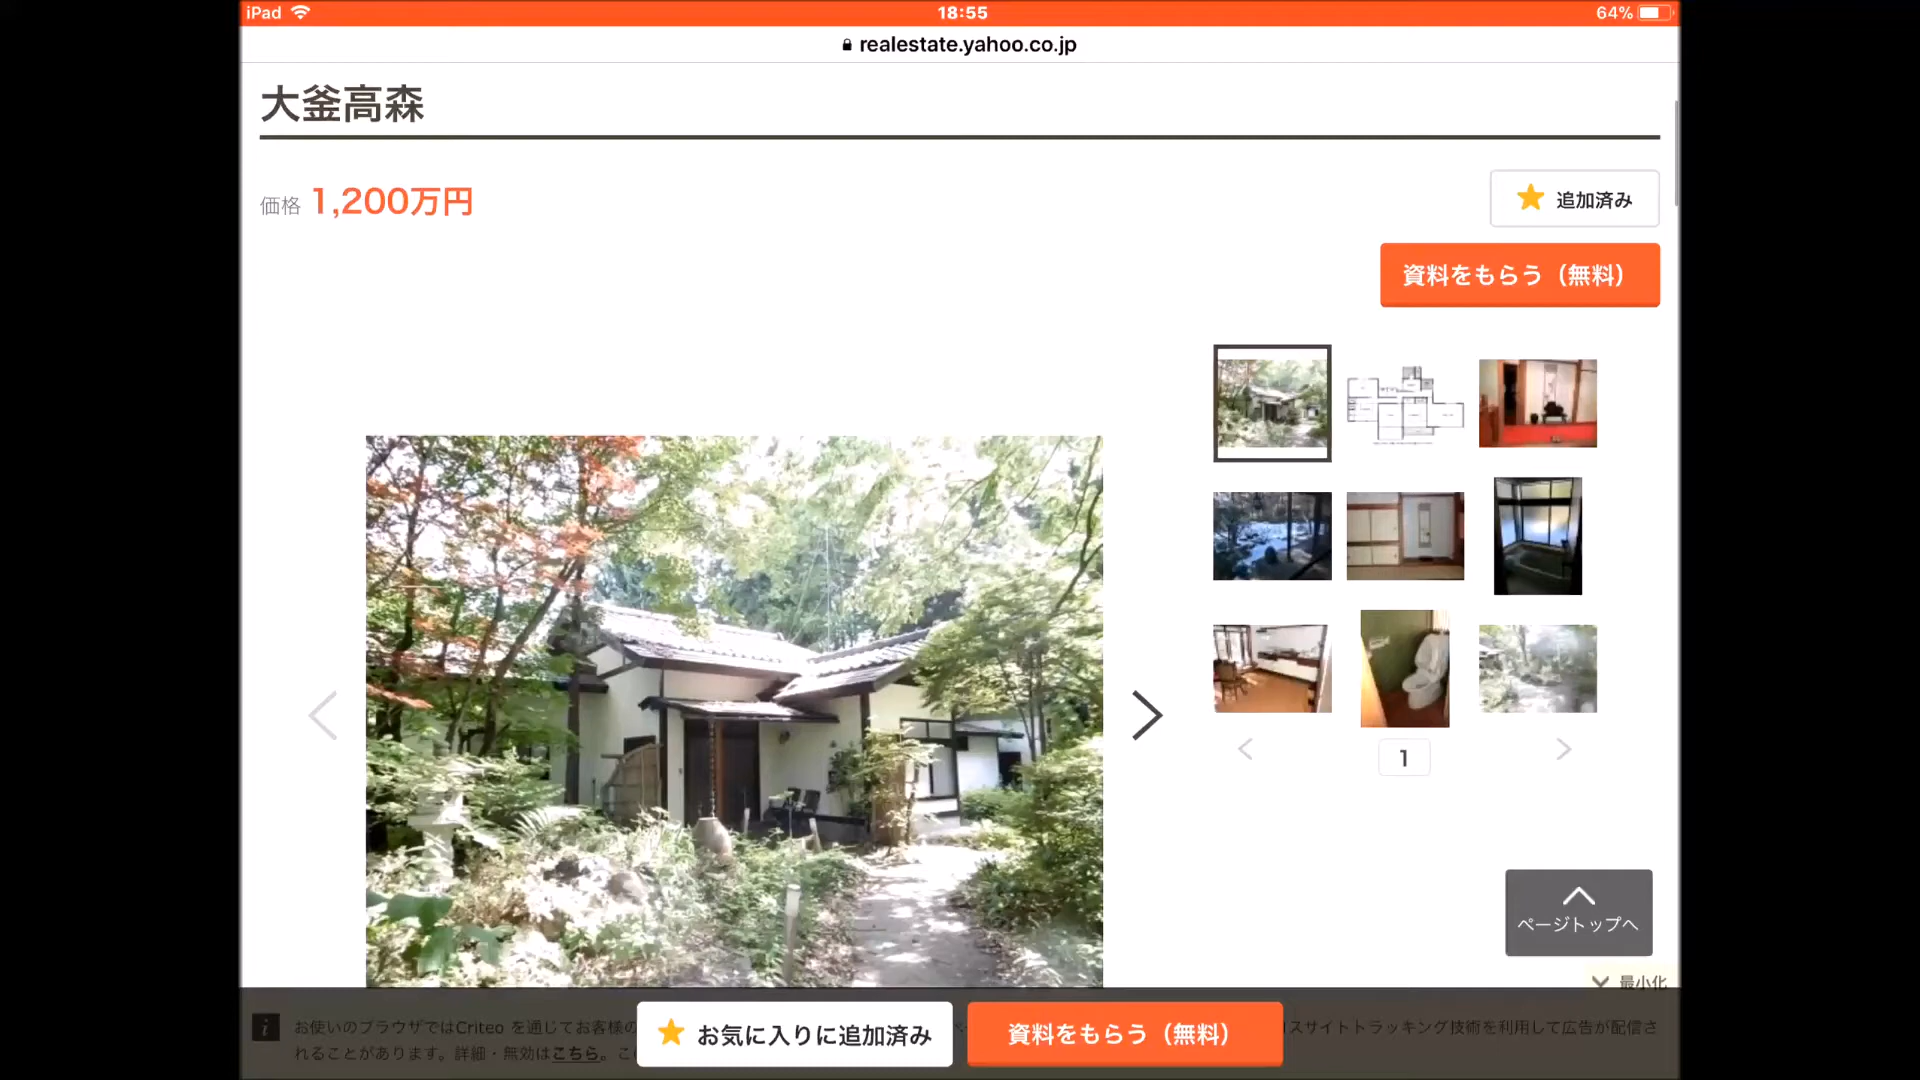 iPad
18:55
64%
realestate.yahoo.co.jp
大釜高森
価格 1,200万円
追加済み
資料をもらう（無料）
1
ページトップへ
最小化
お使いのブラウザではCriteo を通じてお客様の
スサイトトラッキング技術を利用して広告が配信さ
れることがあります。詳細・無効はこちら。こ
お気に入りに追加済み
資料をもらう（無料）